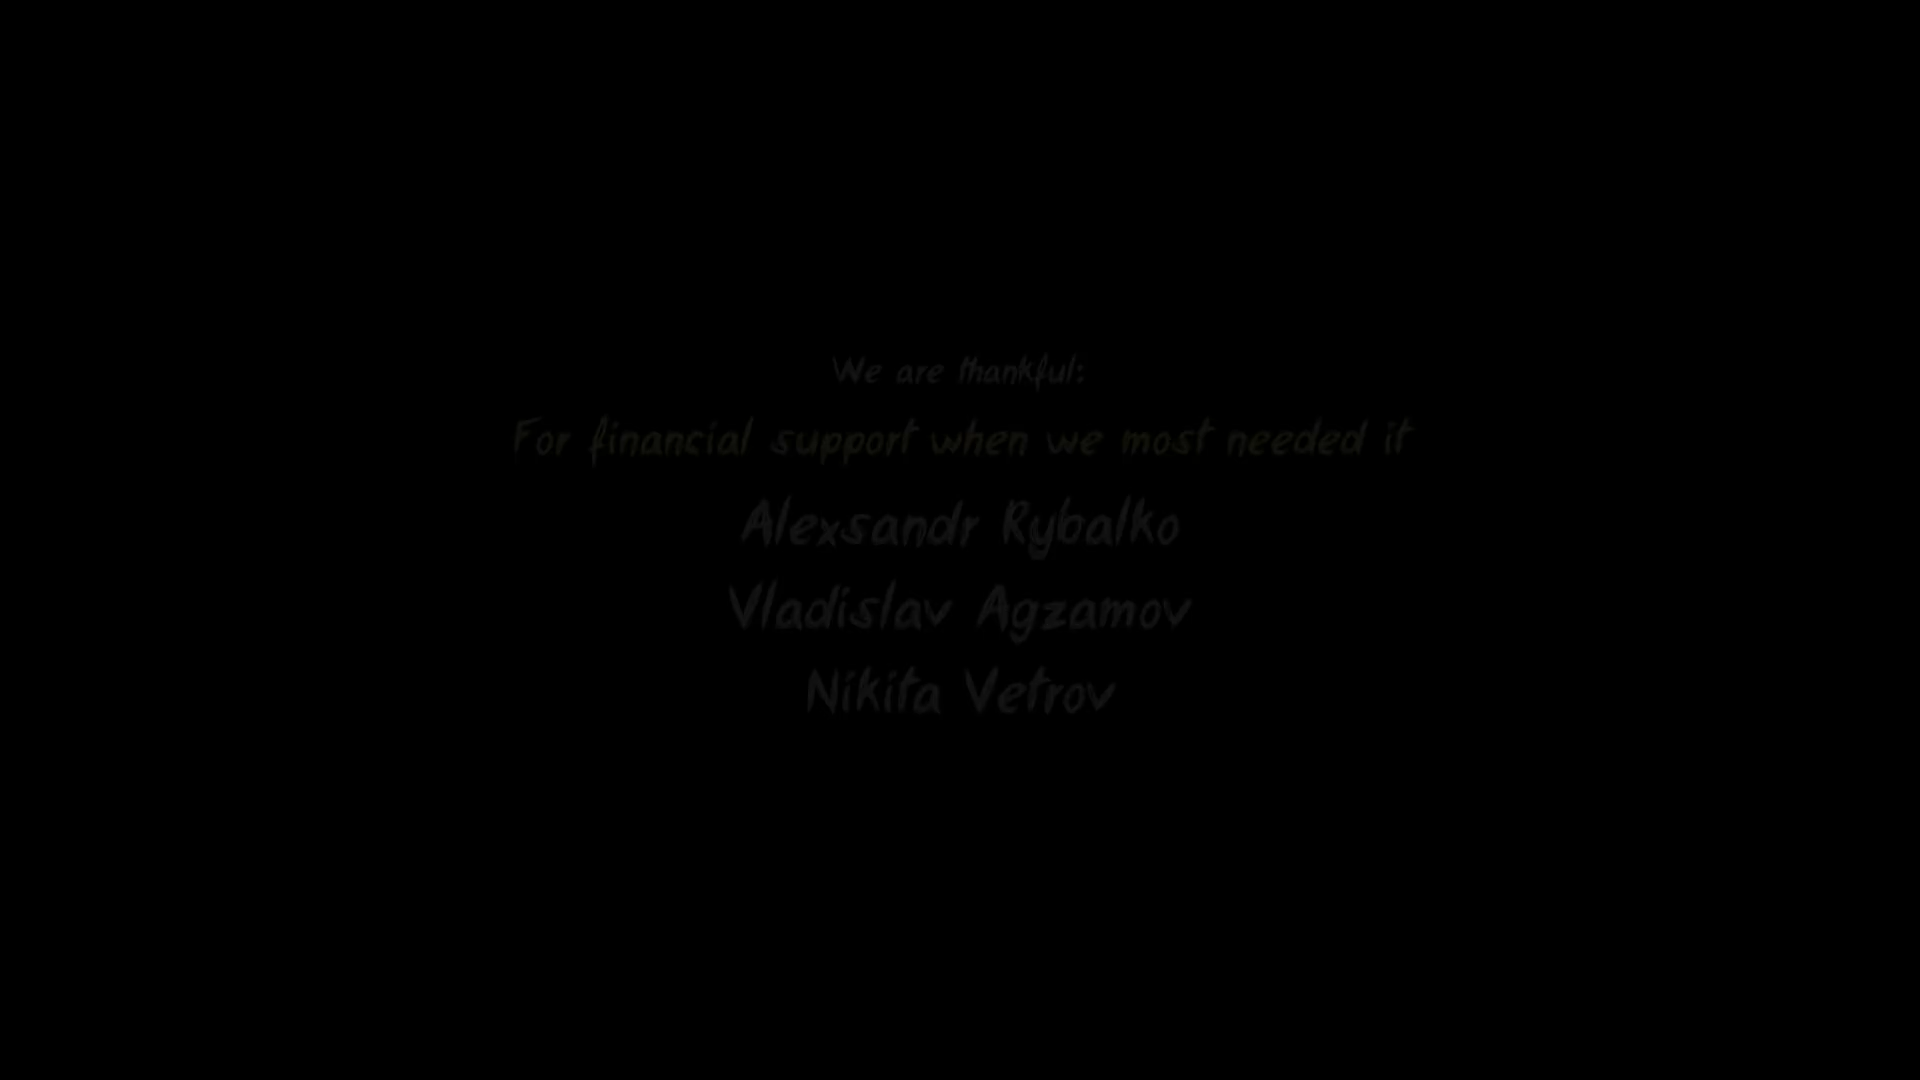 We are thankful:
For financial support when we most needed it
Alexsandr Rybalko
Vladislav Agzamov
Nikita Vetrov